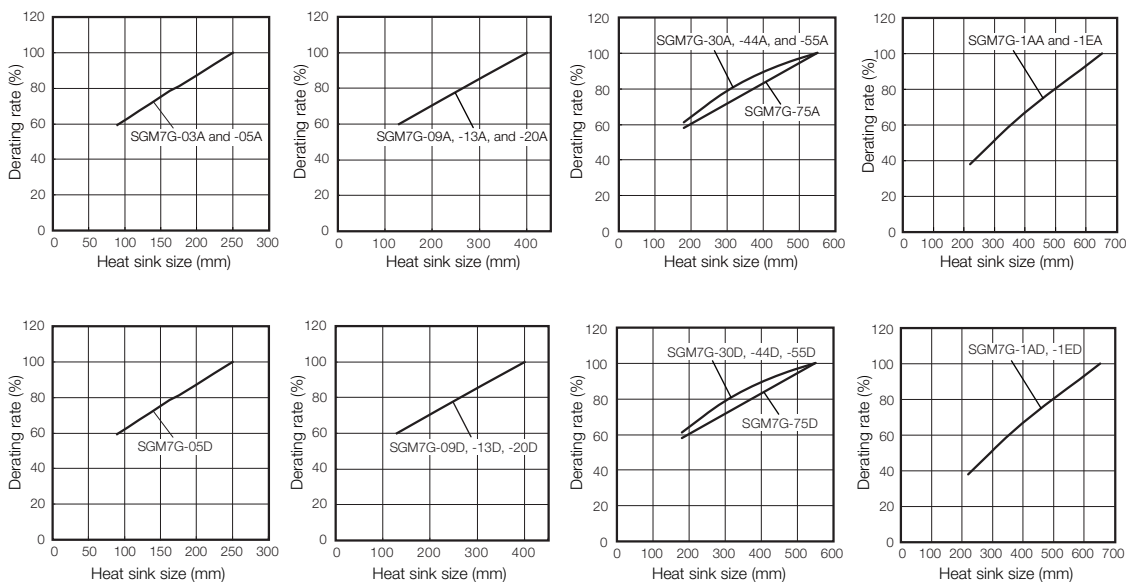 120
100
80
60
40
20
0
Derating rate (%)
SGM7G-03A and -05A
0 50 100 150 200 250 300
Heat sink size (mm)
120
100
80
60
40
20
0
Derating rate (%)
SGM7G-09A, -13A, and -20A
0 100 200 300 400
Heat sink size (mm)
120
100
80
60
40
20
0
Derating rate (%)
SGM7G-30A, -44A, and -55A
SGM7G-75A
0 100 200 300 400 500 600
Heat sink size (mm)
120
100
80
60
40
20
0
Derating rate (%)
SGM7G-1AA and -1EA
0 100 200 300 400 500 600 700
Heat sink size (mm)
120
100
80
60
40
20
0
Derating rate (%)
SGM7G-05D
0 50 100 150 200 250 300
Heat sink size (mm)
120
100
80
60
40
20
0
Derating rate (%)
SGM7G-09D, -13D, -20D
0 100 200 300 400
Heat sink size (mm)
120
100
80
60
40
20
0
Derating rate (%)
SGM7G-30D, -44D, -55D
SGM7G-75D
0 100 200 300 400 500 600
Heat sink size (mm)
120
100
80
60
40
20
0
Derating rate (%)
SGM7G-1AD, -1ED
0 100 200 300 400 500 600 700
Heat sink size (mm)